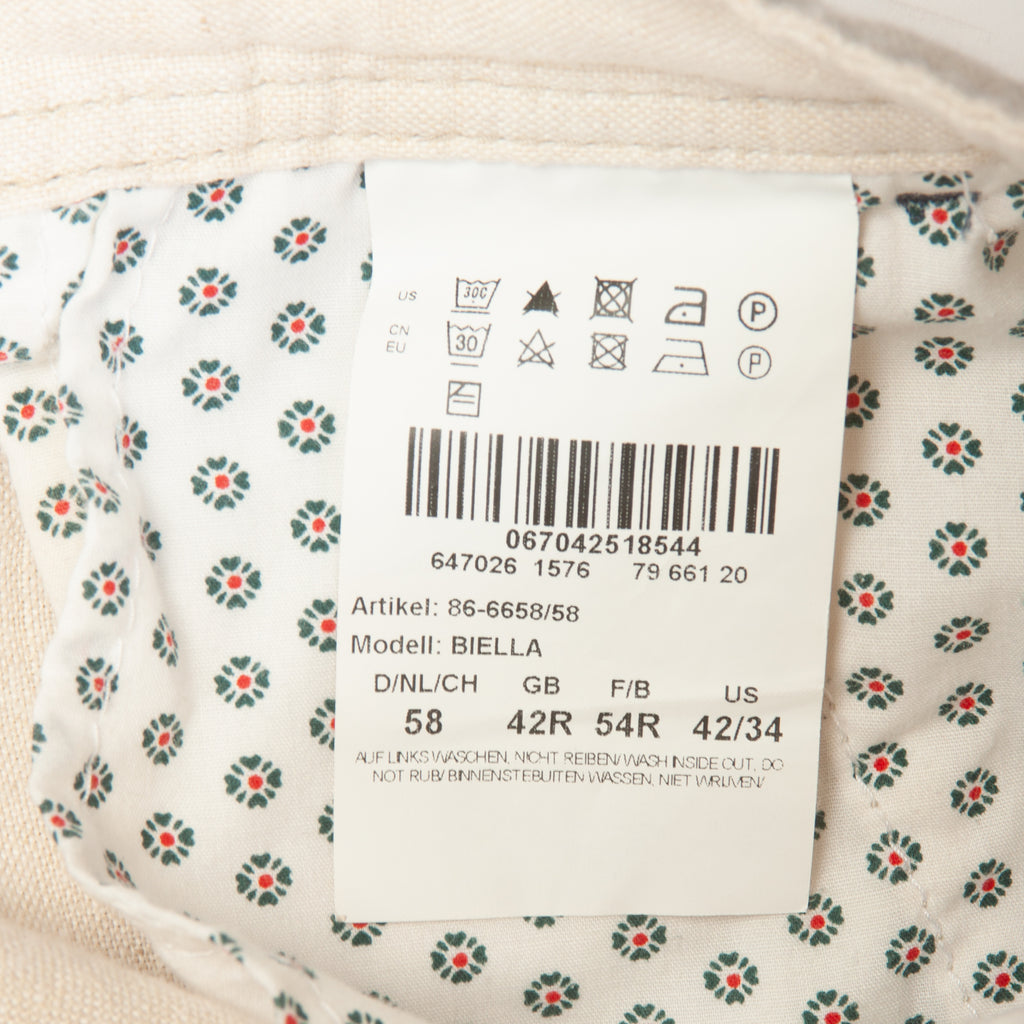 US 30C P
CN
EU 30 P
067042518544
647026 1576 79 661 20
Artikel: 86-6658/58
Modell: BIELLA
D/NL/CH GB F/B US
58 42R 54R 42/34
AUF LINKS WASCHEN, NICHT REIBEN/ WASH INSIDE OUT, DO
NOT RUB/ BINNENSTEBUITEN WASSEN, NIET WRIJVEN/